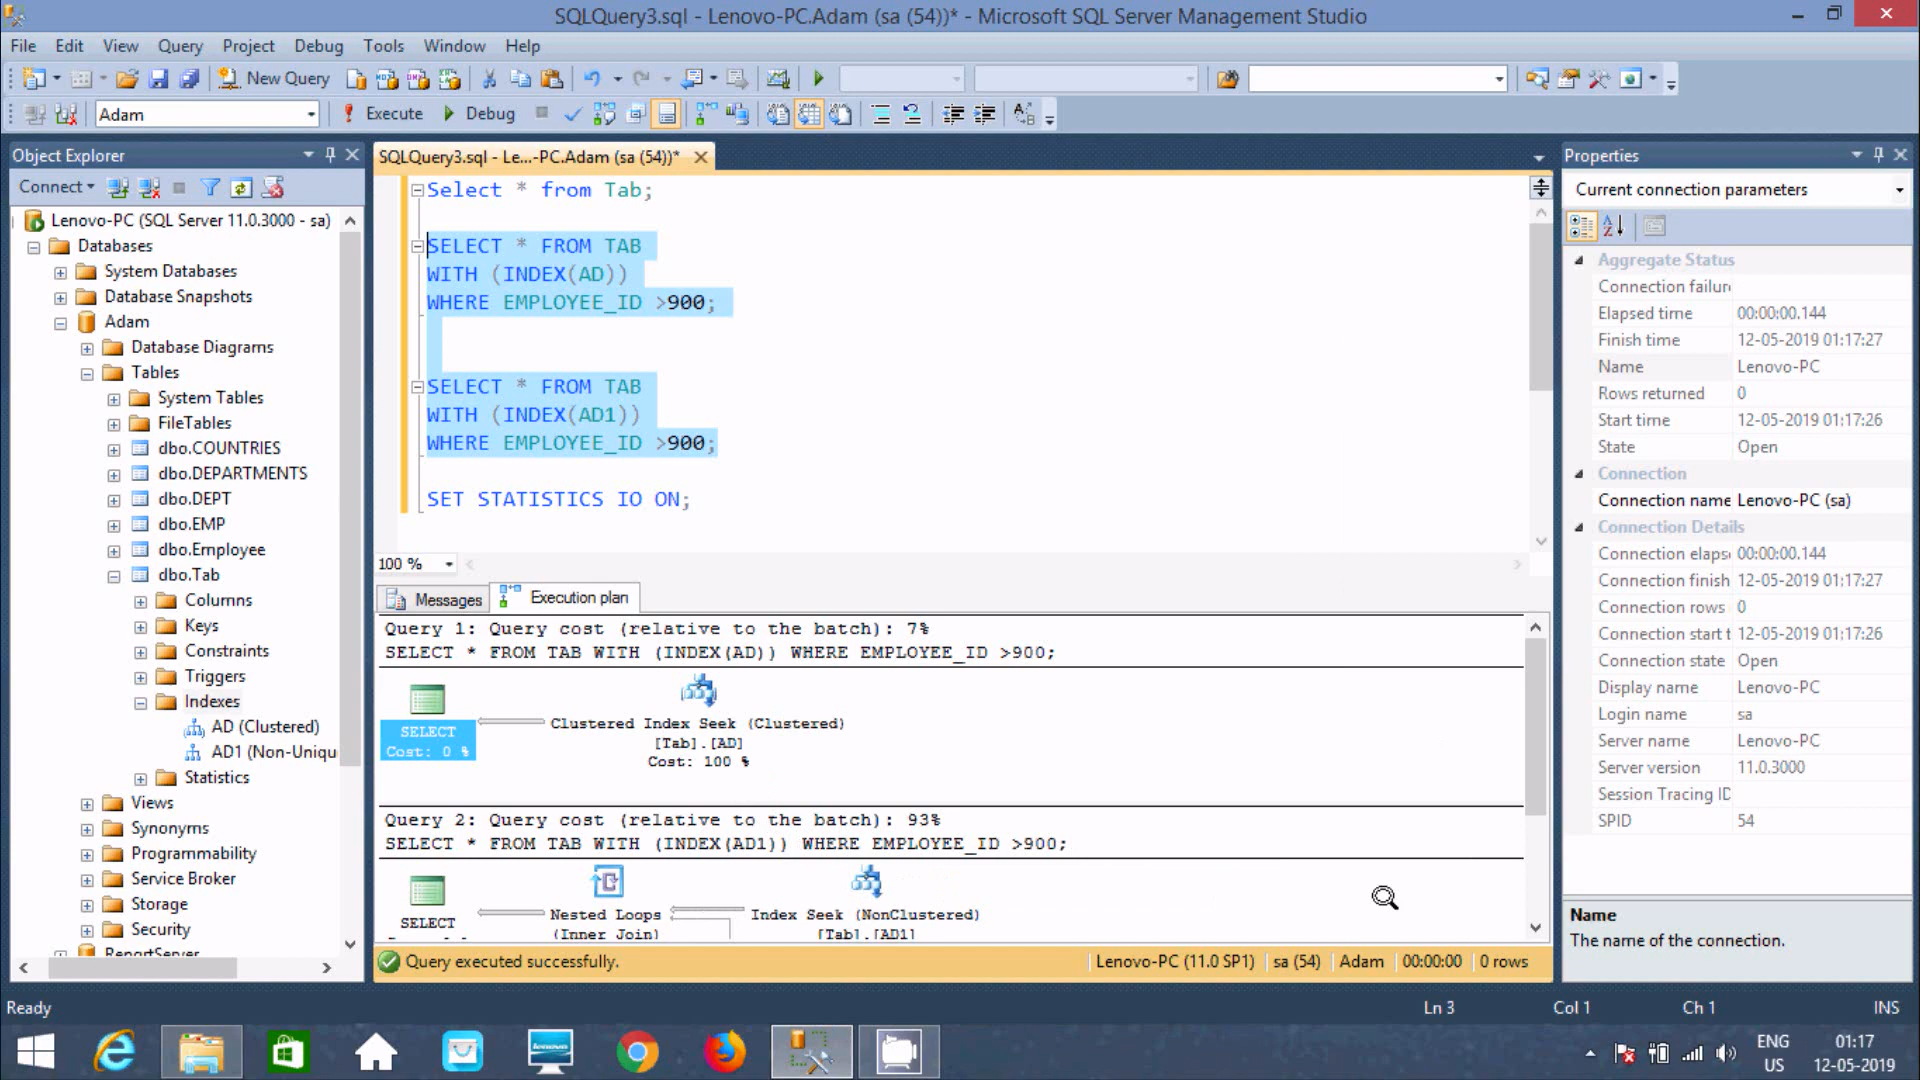 SQLQuery3.sql - Lenovo-PC.Adam (sa (54))* - Microsoft SQL Server Management Studio
File Edit View Query Project Debug Tools Window Help
New Query
Adam Execute Debug
Object Explorer
Connect
Lenovo-PC (SQL Server 11.0.3000 - sa)
Databases
System Databases
Database Snapshots
Adam
Database Diagrams
Tables
System Tables
FileTables
dbo.COUNTRIES
dbo.DEPARTMENTS
dbo.DEPT
dbo.EMP
dbo.Employee
dbo.Tab
Columns
Keys
Constraints
Triggers
Indexes
AD (Clustered)
AD1 (Non-Uniqu
Statistics
Views
Synonyms
Programmability
Service Broker
Storage
Security
ReportServer
SQLQuery3.sql - Le...-PC.Adam (sa (54))*
Select * from Tab;
SELECT * FROM TAB
WITH (INDEX(AD))
WHERE EMPLOYEE_ID >900;
SELECT * FROM TAB
WITH (INDEX(AD1))
WHERE EMPLOYEE_ID >900;
SET STATISTICS IO ON;
100 %
Messages Execution plan
Query 1: Query cost (relative to the batch): 7%
SELECT * FROM TAB WITH (INDEX(AD)) WHERE EMPLOYEE_ID >900;
SELECT
Cost: 0 %
Clustered Index Seek (Clustered)
[Tab].[AD]
Cost: 100 %
Query 2: Query cost (relative to the batch): 93%
SELECT * FROM TAB WITH (INDEX(AD1)) WHERE EMPLOYEE_ID >900;
SELECT
Nested Loops
(Inner Join)
Index Seek (NonClustered)
[Tab].[AD1]
Query executed successfully.
Lenovo-PC (11.0 SP1) sa (54) Adam 00:00:00 0 rows
Properties
Current connection parameters
Aggregate Status
Connection failure
Elapsed time 00:00:00.144
Finish time 12-05-2019 01:17:27
Name Lenovo-PC
Rows returned 0
Start time 12-05-2019 01:17:26
State Open
Connection
Connection name Lenovo-PC (sa)
Connection Details
Connection elapse 00:00:00.144
Connection finish 12-05-2019 01:17:27
Connection rows 0
Connection start t 12-05-2019 01:17:26
Connection state Open
Display name Lenovo-PC
Login name sa
Server name Lenovo-PC
Server version 11.0.3000
Session Tracing ID
SPID 54
Name
The name of the connection.
Ready Ln 3 Col 1 Ch 1 INS
ENG
US
01:17
12-05-2019